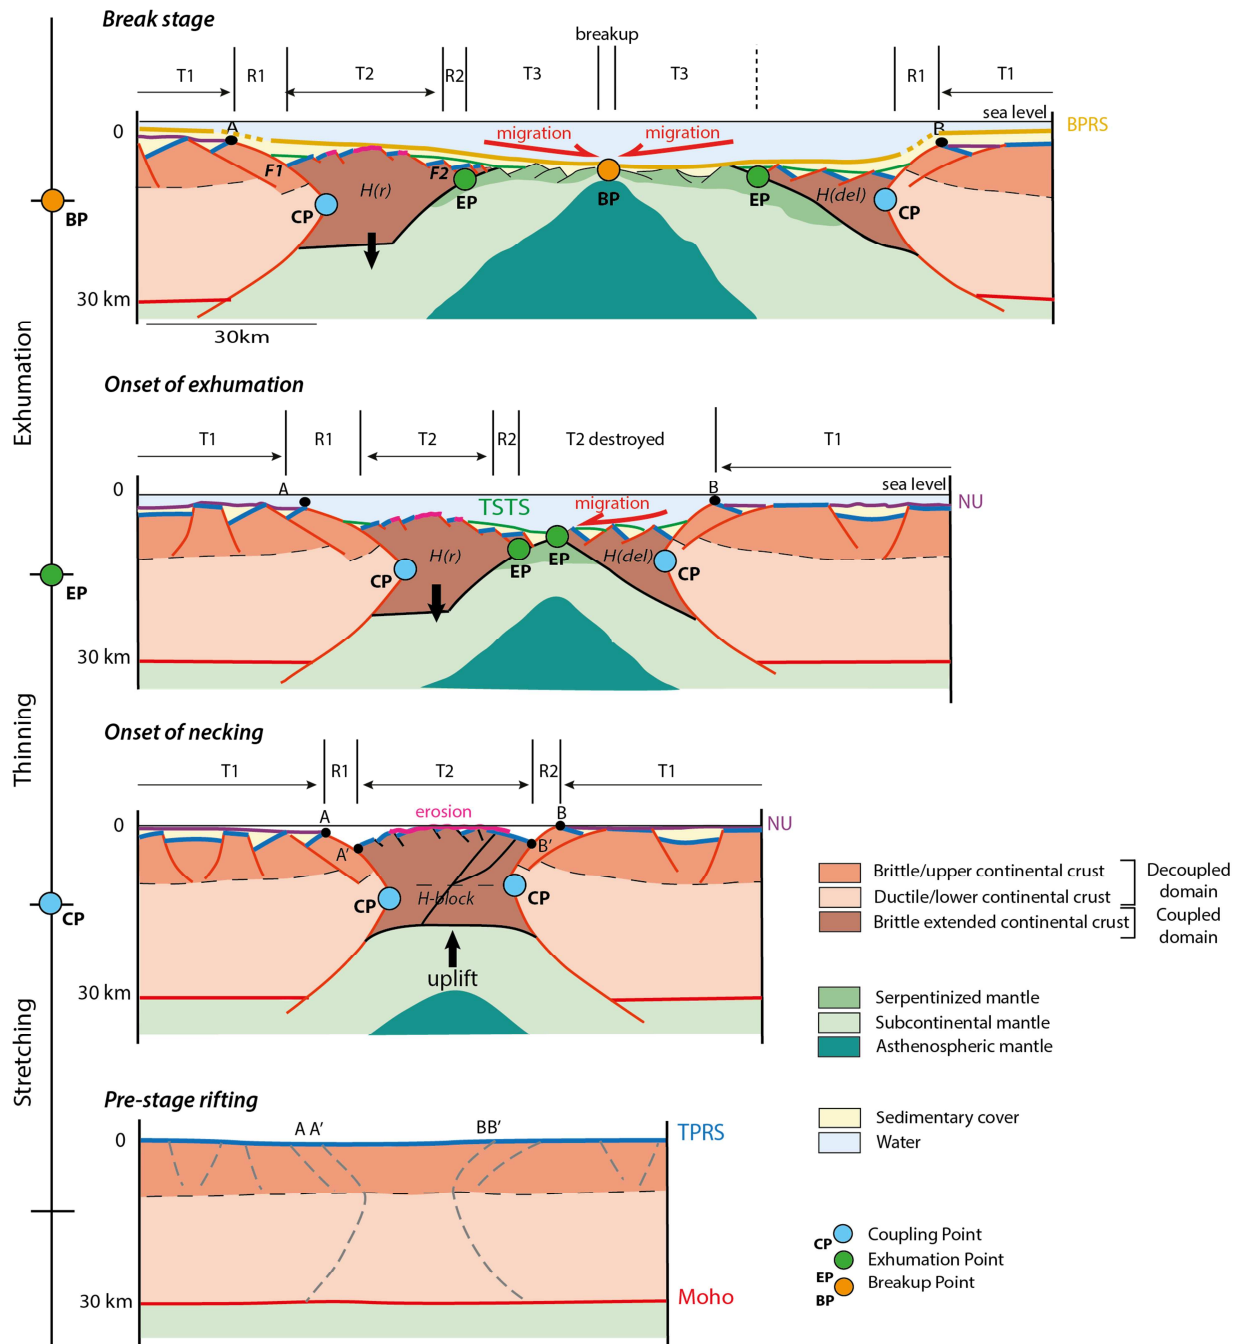 Break stage
breakup
T1 R1 T2 R2 T3 T3 R1 T1
sea level
BPRS
0
A
migration
migration
B
F1
H(r)
F2
EP
BP
EP
H(del)
CP
CP
BP
30 km
30km
Exhumation
Onset of exhumation
T1 R1 T2 R2 T2 destroyed T1
sea level
0
A
B
NU
TSTS
migration
H(r)
EP
EP
H(del)
CP
CP
EP
30 km
Thinning
Onset of necking
T1 R1 T2 R2 T1
erosion
0
A
B
NU
A'
B'
CP
H-block
CP
CP
uplift
30 km
Stretching
Brittle/upper continental crust
Ductile/lower continental crust
Decoupled
domain
Brittle extended continental crust
Coupled
domain
Serpentinized mantle
Subcontinental mantle
Asthenospheric mantle
Sedimentary cover
Water
Pre-stage rifting
0
A A'
BB'
TPRS
30 km
Moho
CP Coupling Point
EP Exhumation Point
BP Breakup Point